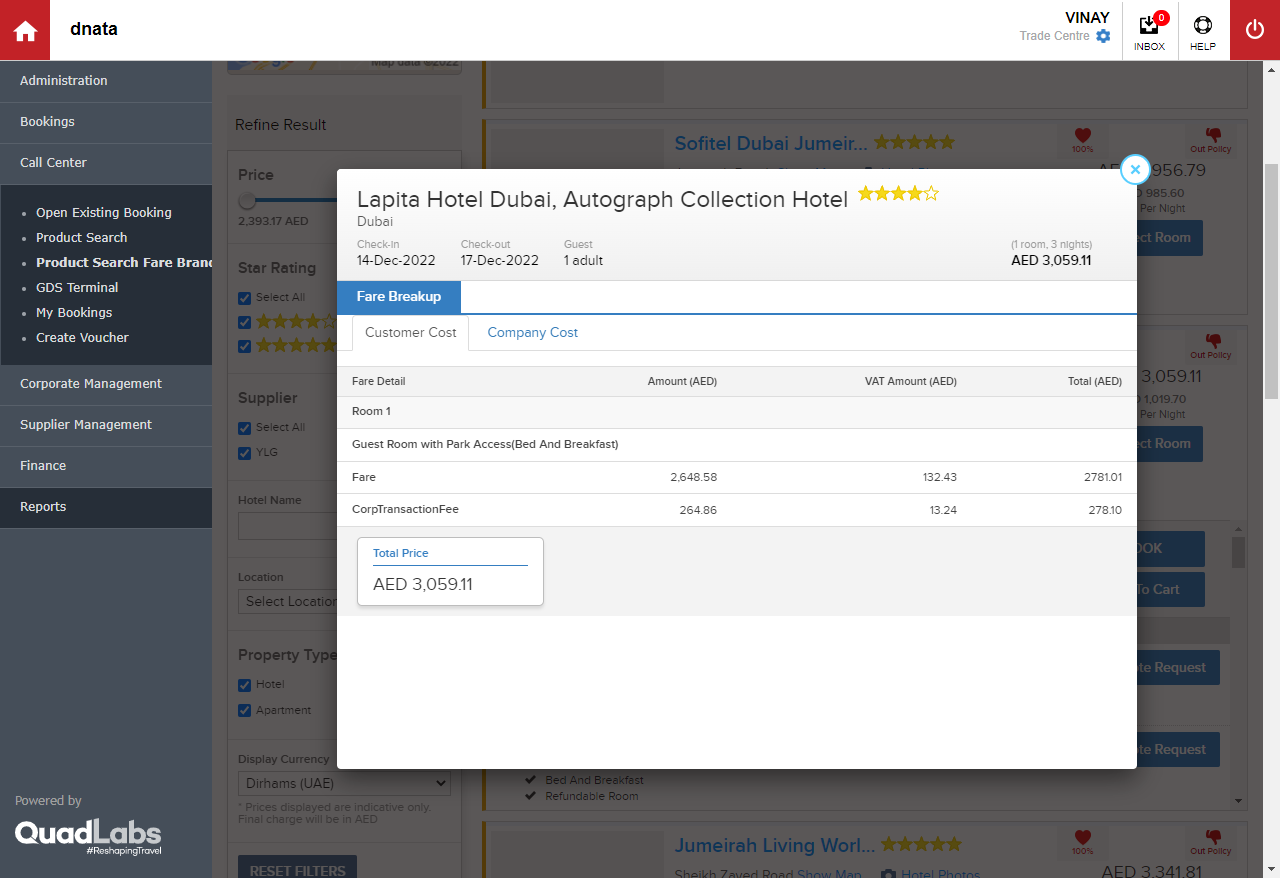 dnata
VINAY
Trade Centre
0
INBOX
HELP
Administration
Bookings
Call Center
Open Existing Booking
Product Search
Product Search Fare Bran
GDS Terminal
My Bookings
Create Voucher
Corporate Management
Supplier Management
Finance
Reports
Powered by
QuadLabs
#ReshapingTravel
Map data ©2022
Refine Result
Price
2,393.17 AED
Star Rating
Select All
Supplier
Select All
YLG
Hotel Name
Location
Select Location
Property Type
Hotel
Apartment
Display Currency
Dirhams (UAE)
* Prices displayed are indicative only.
Final charge will be in AED
RESET FILTERS
Sofitel Dubai Jumeir...
100%
Out Policy
956.79
985.60
Per Night
ct Room
Lapita Hotel Dubai, Autograph Collection Hotel
Dubai
Check-in
Check-out
Guest
(1 room, 3 nights)
14-Dec-2022
17-Dec-2022
1 adult
AED 3,059.11
Fare Breakup
Customer Cost
Company Cost
Fare Detail Amount (AED) VAT Amount (AED) Total (AED)
Room 1
Guest Room with Park Access(Bed And Breakfast)
Fare 2,648.58 132.43 2781.01
CorpTransactionFee 264.86 13.24 278.10
Total Price
AED 3,059.11
Out Policy
3,059.11
1,019.70
Per Night
ct Room
OOK
To Cart
te Request
te Request
Bed And Breakfast
Refundable Room
Jumeirah Living Worl...
100%
Out Policy
Sheikh Zayed Road Show Map
Hotel Photos
AED 3,341.81